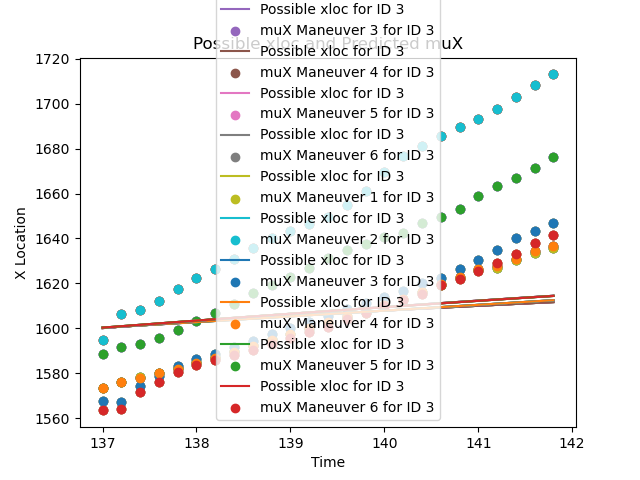 Possible xloc for ID 3
muX Maneuver 3 for ID 3
Possible xloc and Predicted muX
Possible xloc for ID 3
muX Maneuver 4 for ID 3
Possible xloc for ID 3
muX Maneuver 5 for ID 3
Possible xloc for ID 3
muX Maneuver 6 for ID 3
Possible xloc for ID 3
muX Maneuver 1 for ID 3
Possible xloc for ID 3
muX Maneuver 2 for ID 3
Possible xloc for ID 3
muX Maneuver 3 for ID 3
Possible xloc for ID 3
muX Maneuver 4 for ID 3
Possible xloc for ID 3
muX Maneuver 5 for ID 3
Possible xloc for ID 3
muX Maneuver 6 for ID 3
1720
1700
1680
1660
1640
1620
1600
1580
1560
X Location
137
138
139
140
141
142
Time